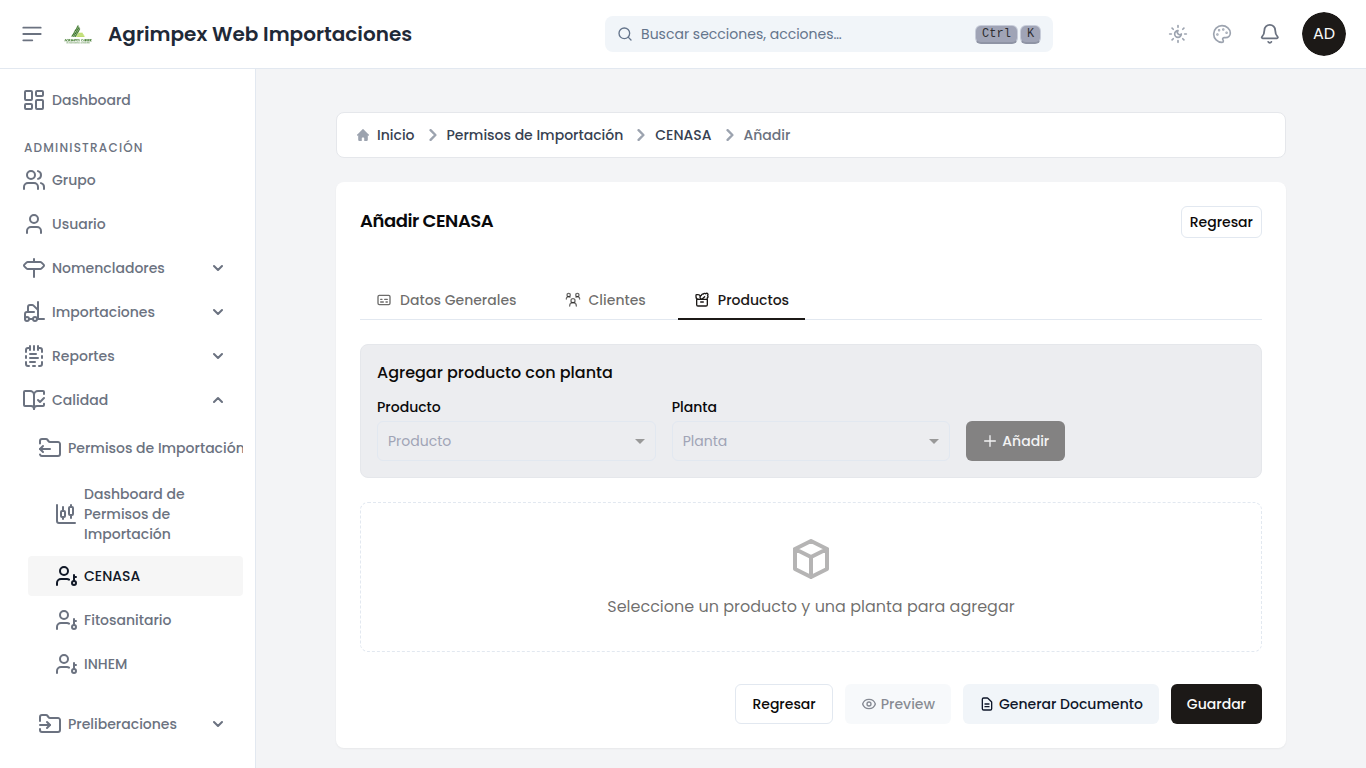 Agrimpex Web Importaciones
Buscar secciones, acciones...
Ctrl K
AD
Dashboard
ADMINISTRACIÓN
Grupo
Usuario
Nomencladores
Importaciones
Reportes
Calidad
Permisos de Importación
Dashboard de
Permisos de
Importación
CENASA
Fitosanitario
INHEM
Preliberaciones
Inicio
Permisos de Importación
CENASA
Añadir
Añadir CENASA
Regresar
Datos Generales
Clientes
Productos
Agregar producto con planta
Producto
Planta
Producto
Planta
Añadir
Seleccione un producto y una planta para agregar
Regresar
Preview
Generar Documento
Guardar